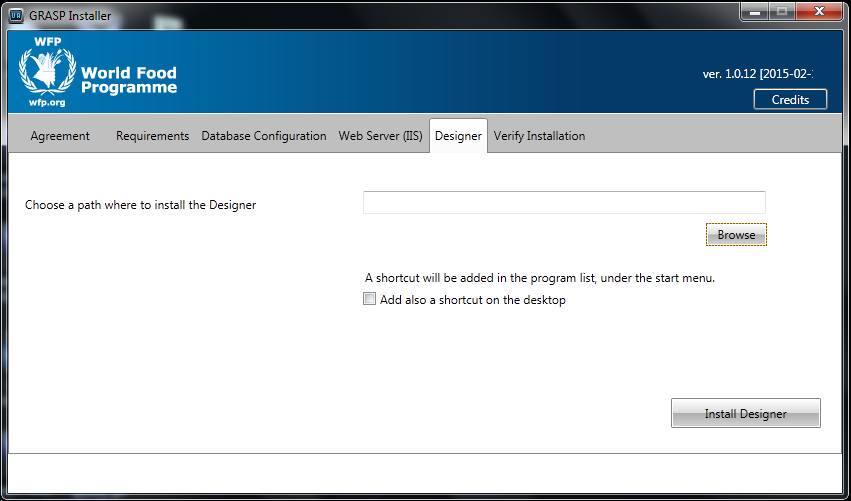 GRASP Installer
WFP
World Food
Programme
wfp.org
ver. 1.0.12 [2015-02-
Credits
Agreement Requirements Database Configuration Web Server (IIS) Designer Verify Installation
Choose a path where to install the Designer
Browse
A shortcut will be added in the program list, under the start menu.
Add also a shortcut on the desktop
Install Designer